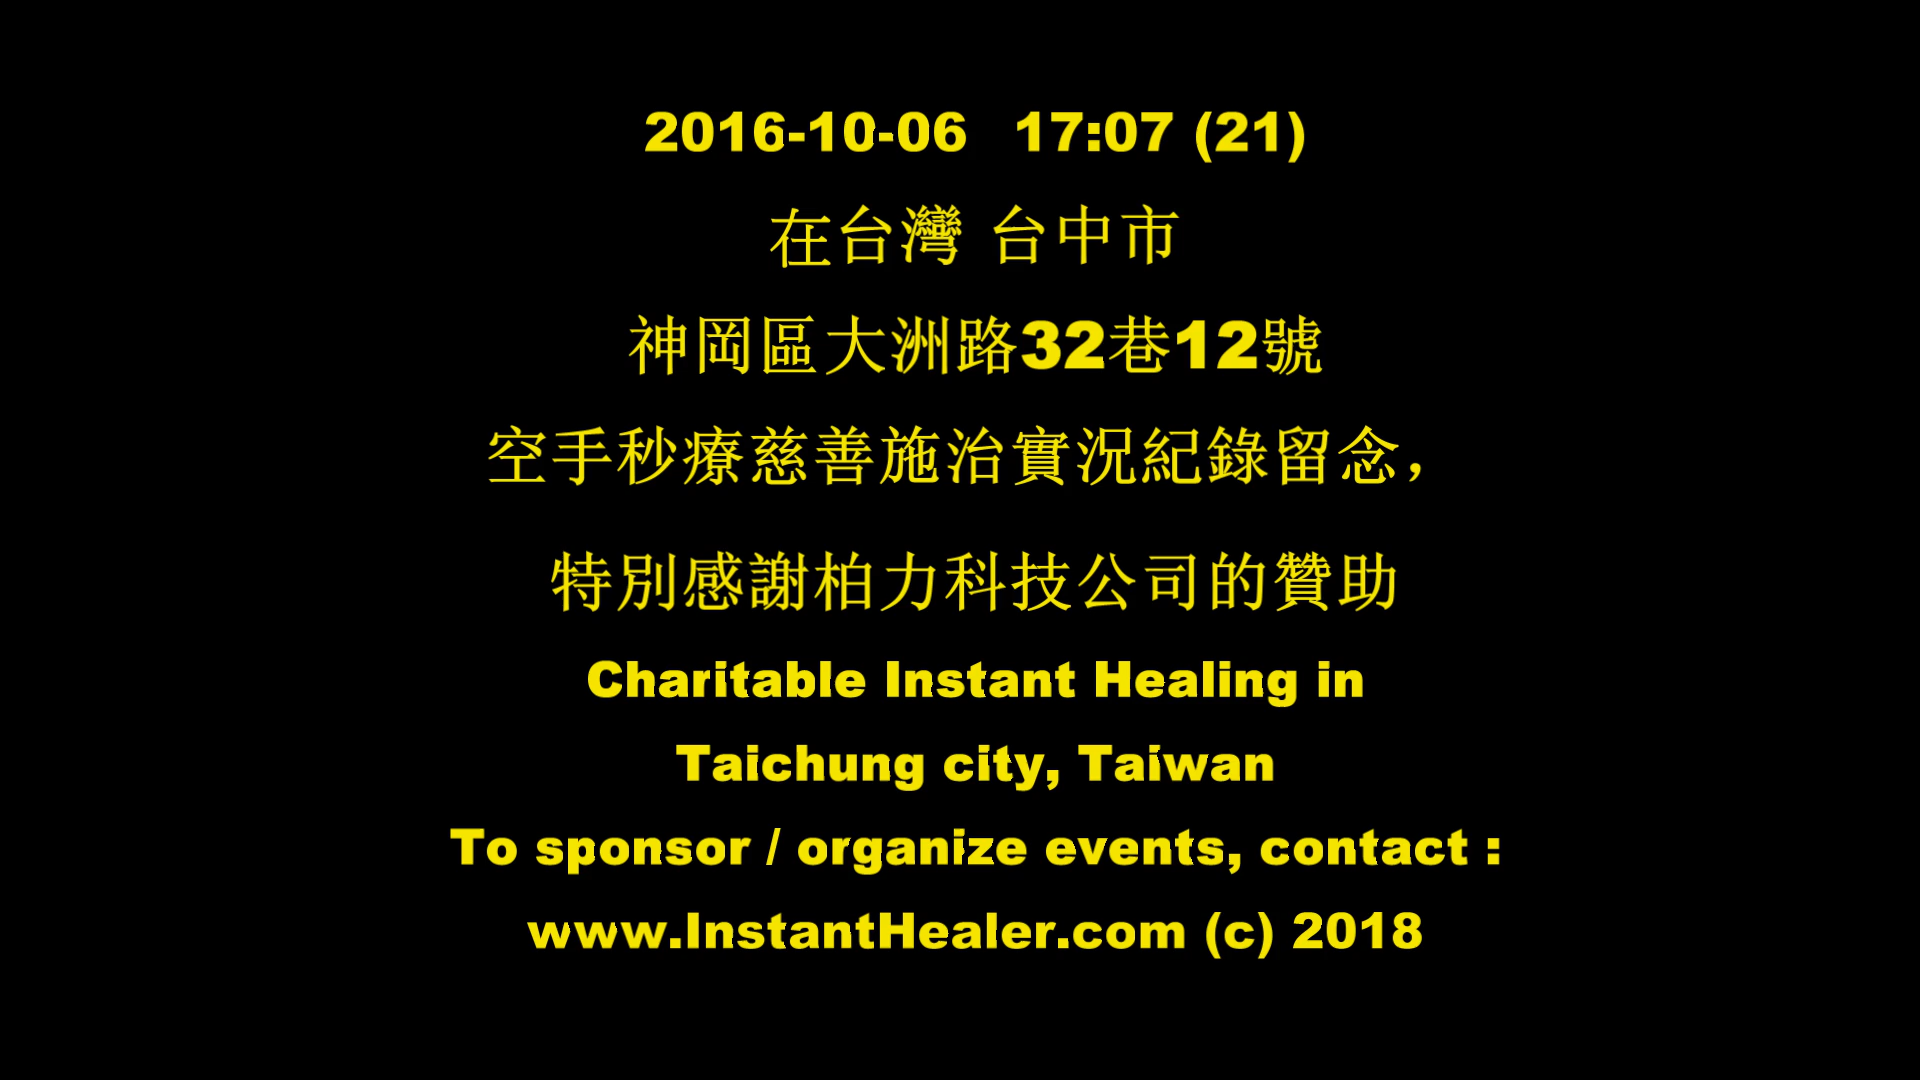 2016-10-06 17:07 (21)
在台灣 台中市
神岡區大洲路32巷12號
空手秒療慈善施治實況紀錄留念，
特別感謝柏力科技公司的贊助
Charitable Instant Healing in
Taichung city, Taiwan
To sponsor / organize events, contact :
www.InstantHealer.com (c) 2018